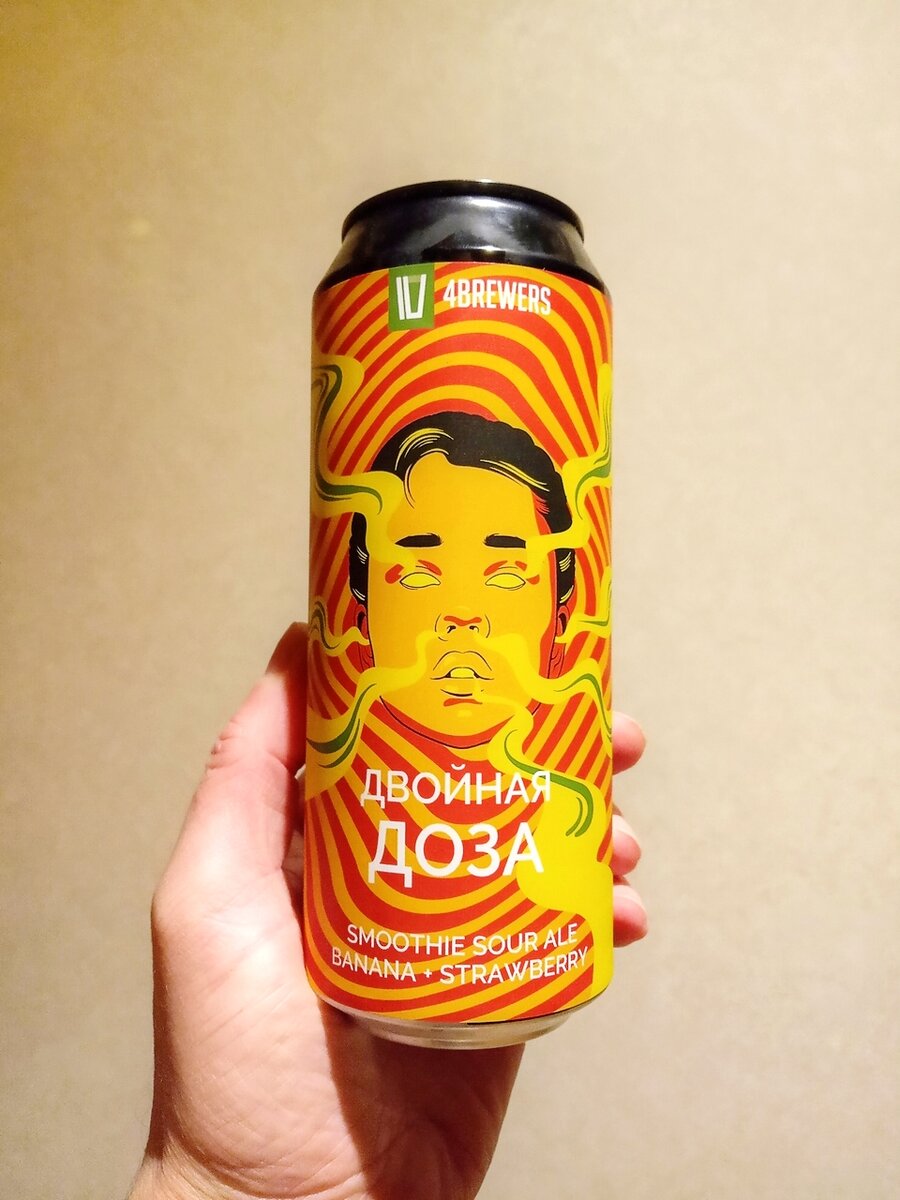 4BREWERS
ДВОЙНАЯ
ДОЗА
SMOOTHIE SOUR ALE
BANANA + STRAWBERRY